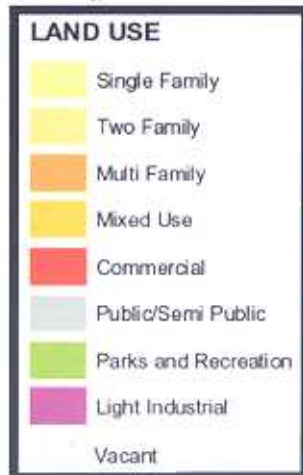 LAND USE
Single Family
Two Family
Multi Family
Mixed Use
Commercial
Public/Semi Public
Parks and Recreation
Light Industrial
Vacant